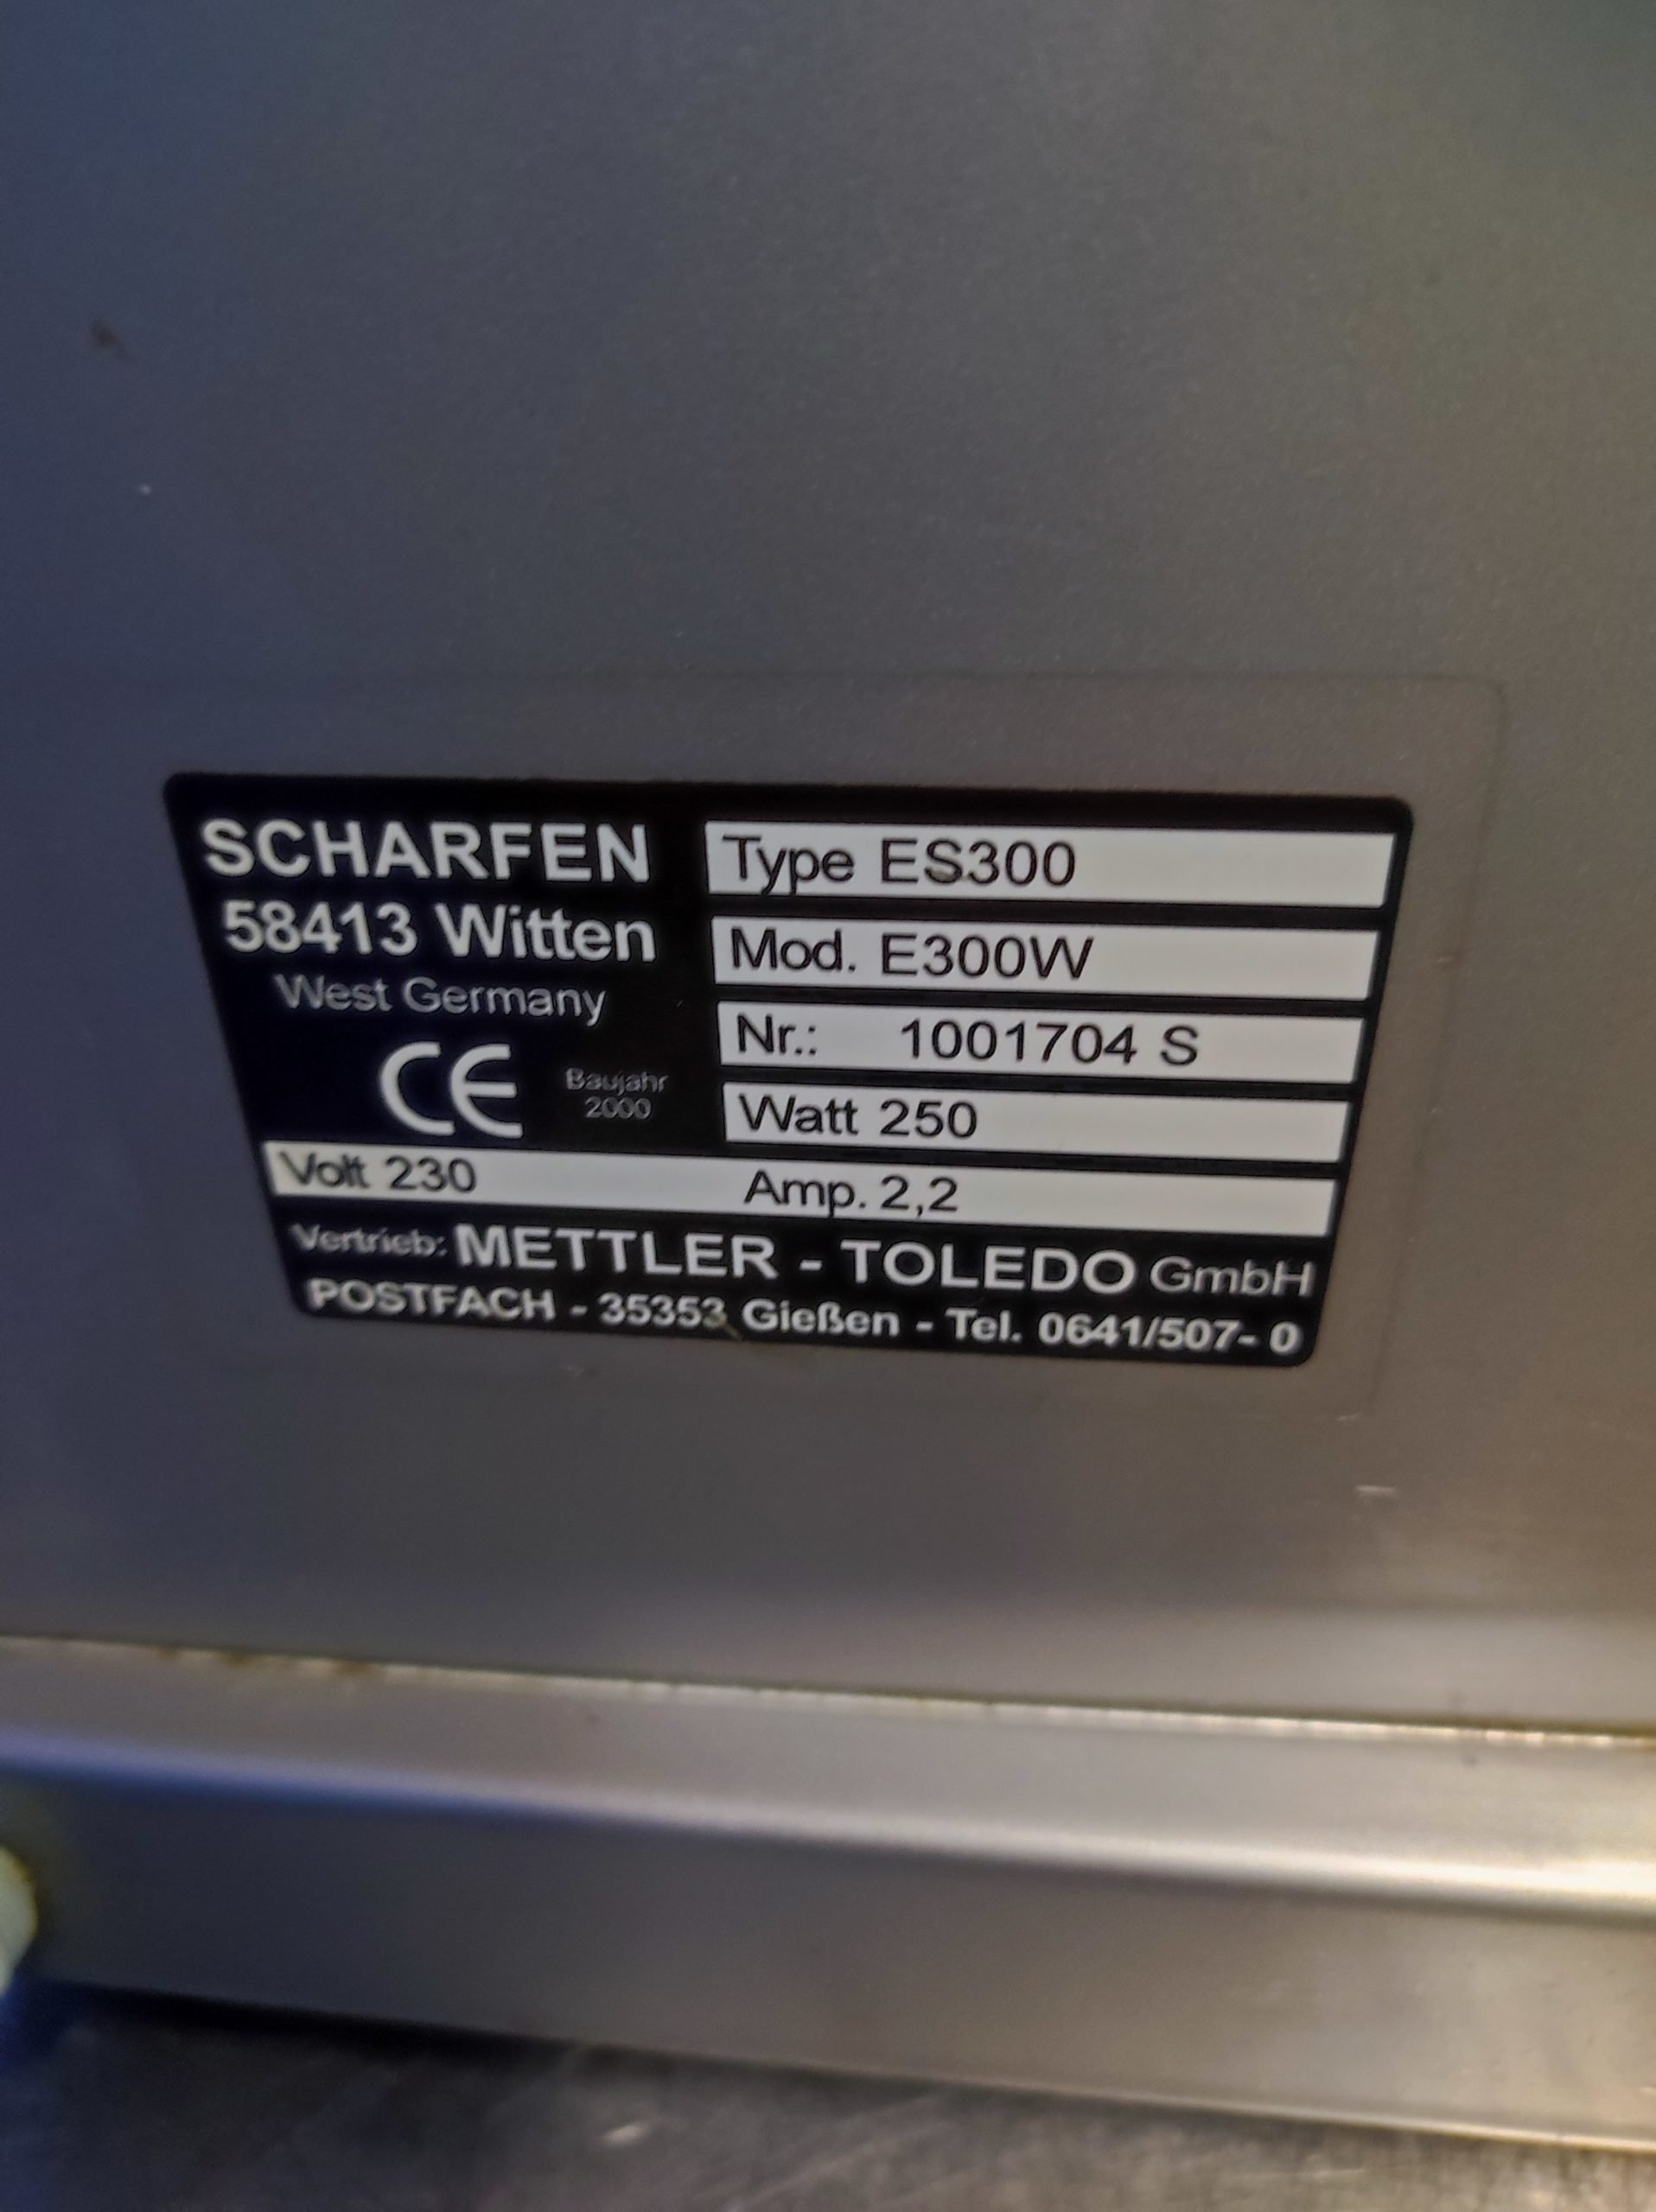 SCHARFEN
58413 Witten
West Germany
CE
Baujahr
2000
Type ES300
Mod. E300W
Nr.: 1001704 S
Watt 250
Volt 230 Amp. 2,2
Vertrieb: METTLER - TOLEDO GmbH
POSTFACH - 35353 Gießen - Tel. 0641/507- 0